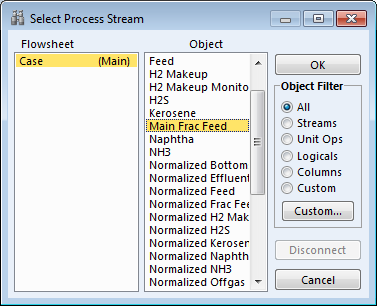 Select Process Stream
Flowsheet
Object
Case (Main)
Feed
H2 Makeup
H2 Makeup Monito
H2S
Kerosene
Main Frac Feed
Naphtha
NH3
Normalized Bottom
Normalized Effluent
Normalized Feed
Normalized Frac Fee
Normalized H2 Mak
Normalized H2S
Normalized Kerosen
Normalized Naphtha
Normalized NH3
Normalized Offgas
OK
Object Filter
All
Streams
Unit Ops
Logicals
Columns
Custom
Custom...
Disconnect
Cancel